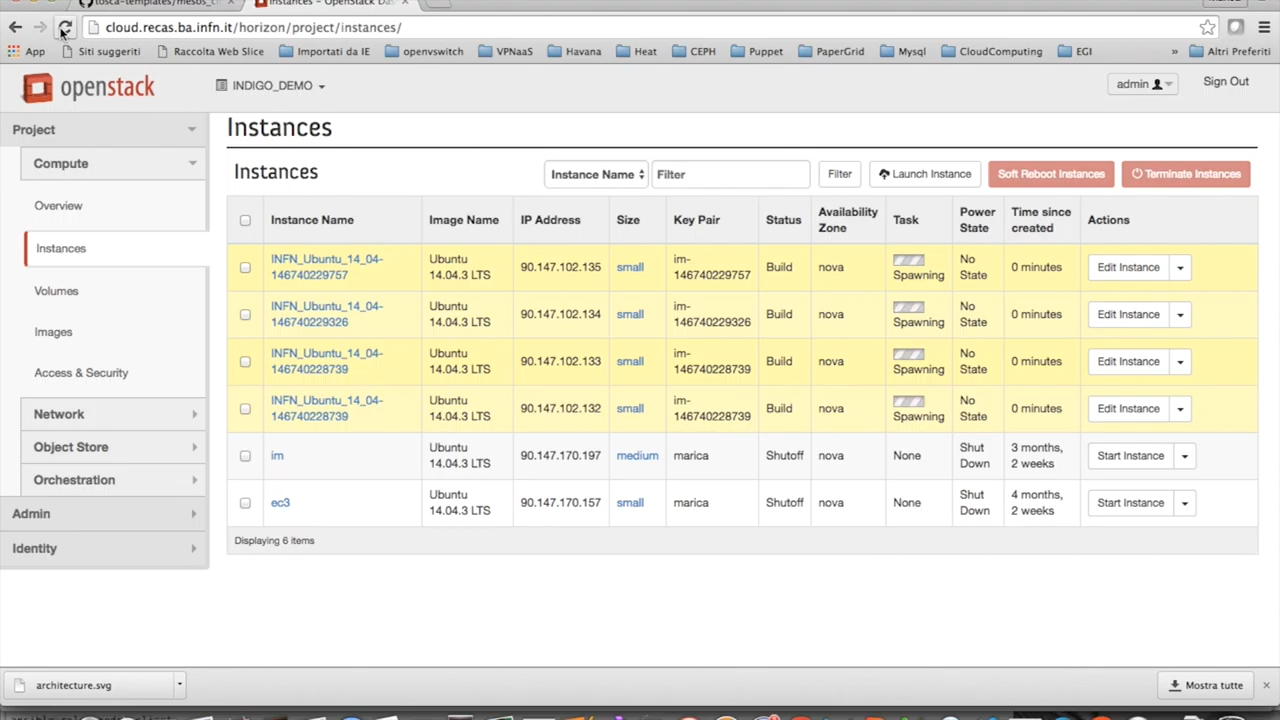 tosca-templates/mesos_c
Instances - OpenStack Das
cloud.recas.ba.infn.it/horizon/project/instances/
App Siti suggeriti Raccolta Web Slice Importati da IE openvswitch VPNaaS Havana Heat CEPH Puppet PaperGrid Mysql CloudComputing EGI » Altri Preferiti
openstack INDIGO_DEMO admin Sign Out
Project
Compute
Overview
Instances
Volumes
Images
Access & Security
Network
Object Store
Orchestration
Admin
Identity
Instances
Instances Instance Name Filter Filter Launch Instance Soft Reboot Instances Terminate Instances
Instance Name Image Name IP Address Size Key Pair Status Availability Zone Task Power State Time since created Actions
INFN_Ubuntu_14_04-146740229757 Ubuntu 14.04.3 LTS 90.147.102.135 small im-146740229757 Build nova Spawning No State 0 minutes Edit Instance
INFN_Ubuntu_14_04-146740229326 Ubuntu 14.04.3 LTS 90.147.102.134 small im-146740229326 Build nova Spawning No State 0 minutes Edit Instance
INFN_Ubuntu_14_04-146740228739 Ubuntu 14.04.3 LTS 90.147.102.133 small im-146740228739 Build nova Spawning No State 0 minutes Edit Instance
INFN_Ubuntu_14_04-146740228739 Ubuntu 14.04.3 LTS 90.147.102.132 small im-146740228739 Build nova Spawning No State 0 minutes Edit Instance
im Ubuntu 14.04.3 LTS 90.147.170.197 medium marica Shutoff nova None Shut Down 3 months, 2 weeks Start Instance
ec3 Ubuntu 14.04.3 LTS 90.147.170.157 small marica Shutoff nova None Shut Down 4 months, 2 weeks Start Instance
Displaying 6 items
architecture.svg Mostra tutte